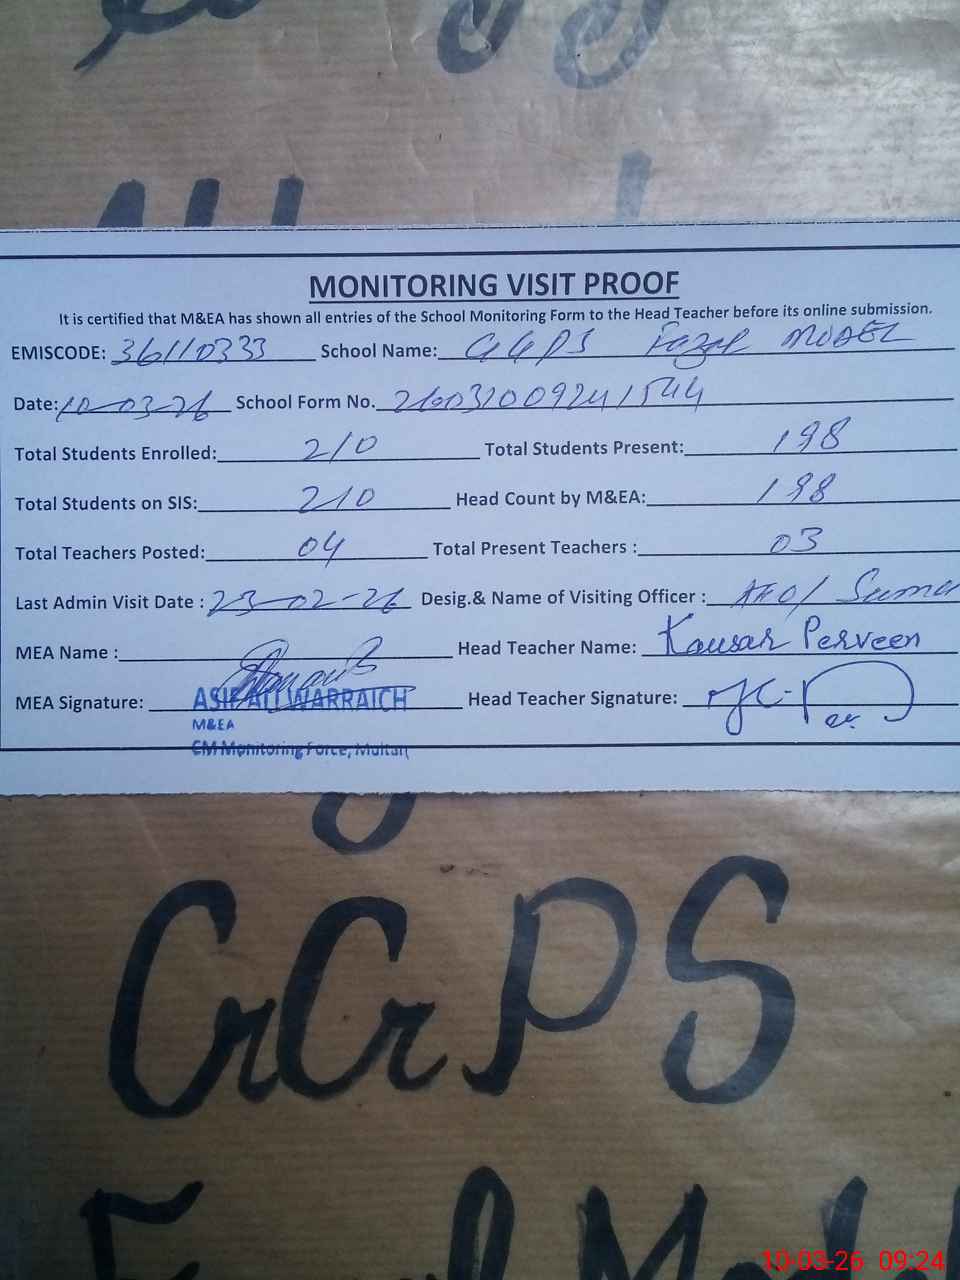 MONITORING VISIT PROOF
It is certified that M&EA has shown all entries of the School Monitoring Form to the Head Teacher before its online submission.
EMISCODE: 36110333 School Name: GGPS Fazal MODEL
Date: 10-03-26 School Form No. 260310092411544
Total Students Enrolled: 210 Total Students Present: 198
Total Students on SIS: 210 Head Count by M&EA: 198
Total Teachers Posted: 04 Total Present Teachers : 03
Last Admin Visit Date : 23-02-26 Desig.& Name of Visiting Officer : AEO/
MEA Name : Head Teacher Name: Kausar Perveen
MEA Signature: ASIF ALI WARRAICH Head Teacher Signature:
M&EA
CM Monitoring Force, Multan
GGPS
10-03-26 09:24